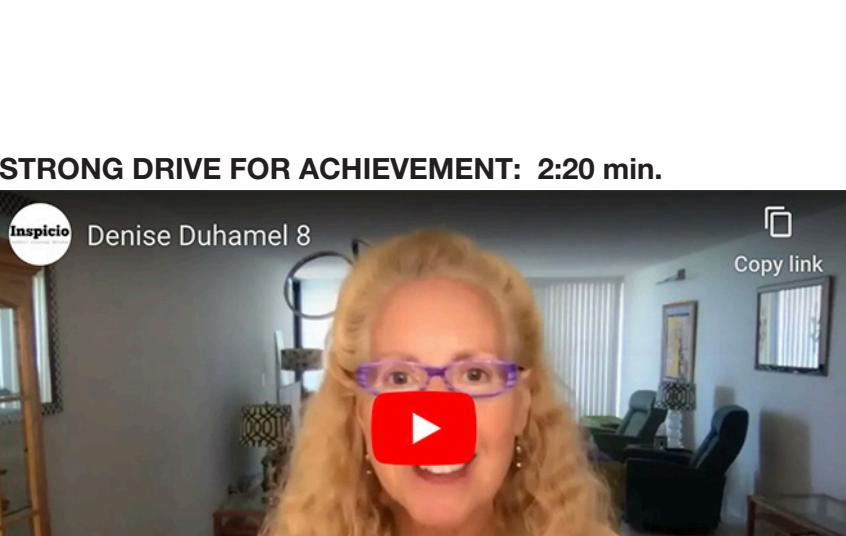 STRONG DRIVE FOR ACHIEVEMENT:  2:20 min.
Inspicio
Denise Duhamel 8
Copy link